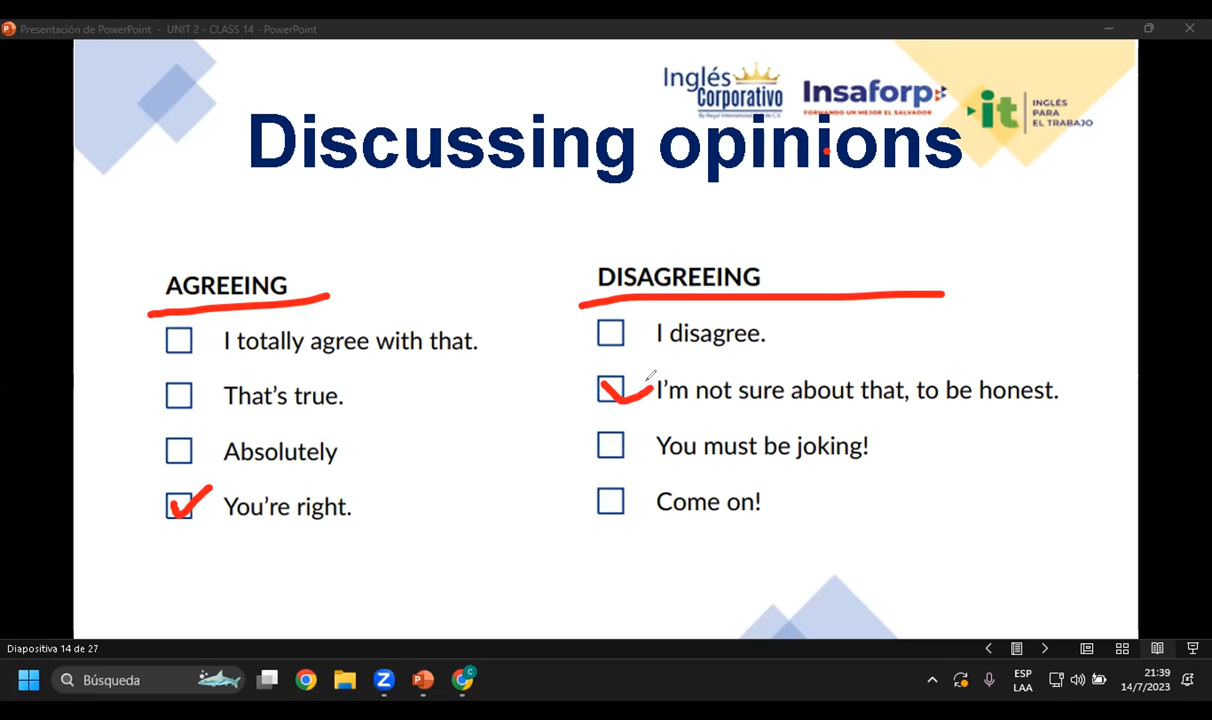 Presentación de PowerPoint - UNIT 2 - CLASS 14 - PowerPoint
Inglés
Corporativo
Insaforp
FORMANDO UN MEJOR EL SALVADOR
it
INGLÉS
PARA
EL TRABAJO
Discussing opinions
AGREEING
I totally agree with that.
That's true.
Absolutely
You're right.
DISAGREEING
I disagree.
I'm not sure about that, to be honest.
You must be joking!
Come on!
Diapositiva 14 de 27
Búsqueda
ESP
LAA
21:39
14/7/2023